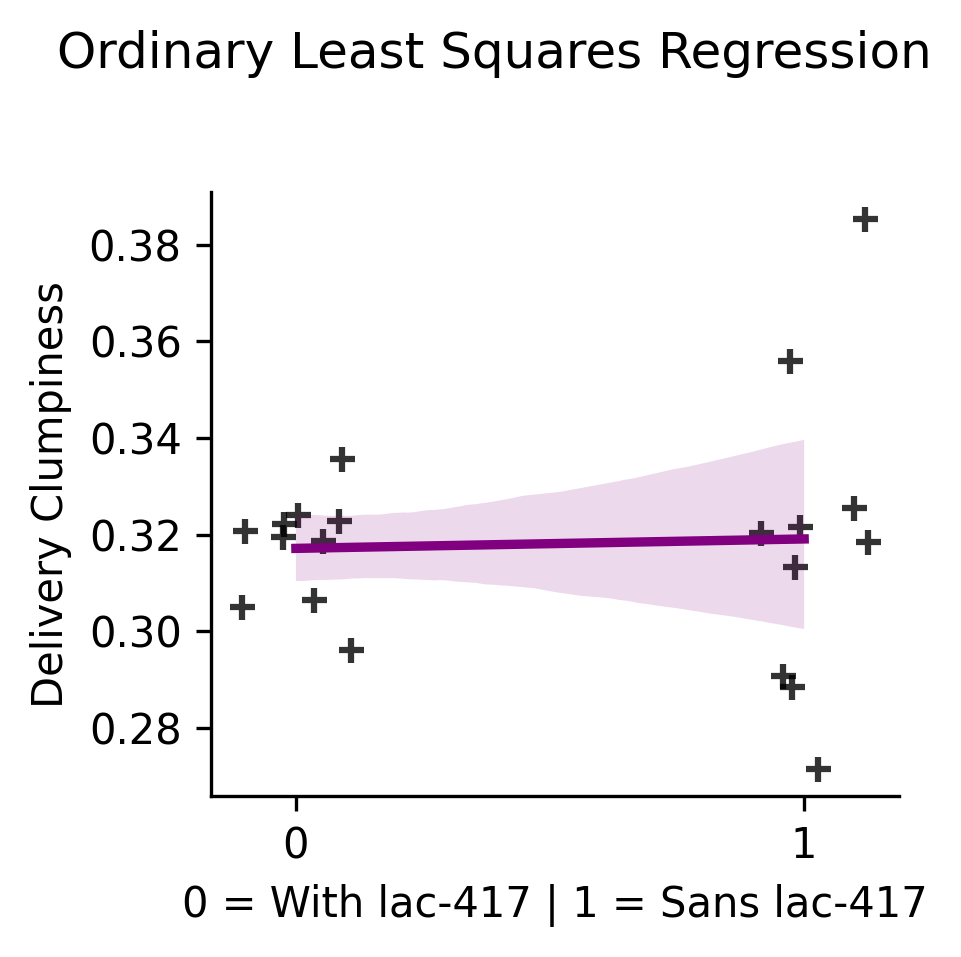 Ordinary Least Squares Regression
Delivery Clumpiness
0.38
0.36
0.34
0.32
0.30
0.28
0
1
0 = With lac-417 | 1 = Sans lac-417